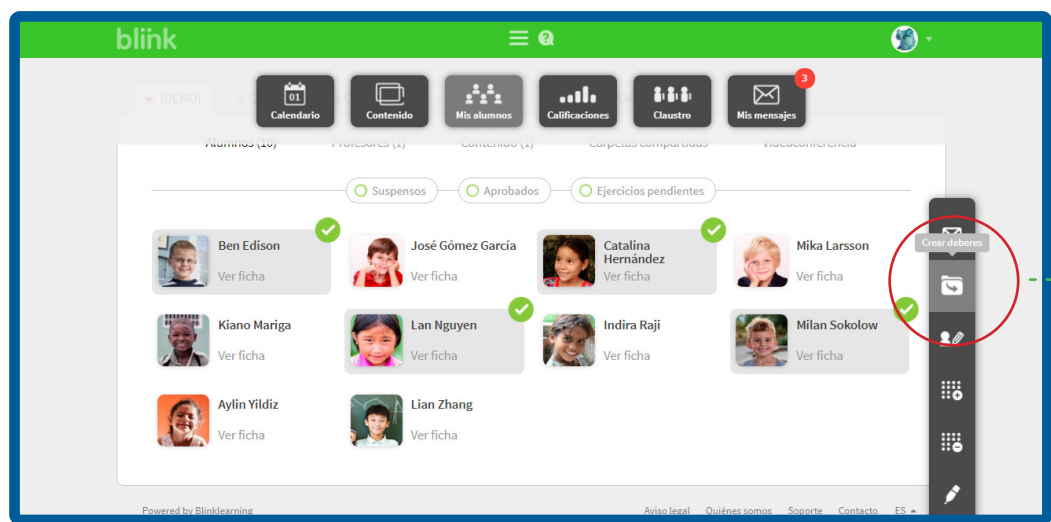 blink
3
01
Calendario
Contenido
Mis alumnos
Calificaciones
Claustro
Mis mensajes
(DEMO)
Alumnos (10) Profesores (1) Contenido (1) Carpetas compartidas Videoconferencia
Suspensos Aprobados Ejercicios pendientes
Ben Edison
Ver ficha
José Gómez García
Ver ficha
Catalina
Hernández
Ver ficha
Mika Larsson
Ver ficha
Crear deberes
Kiano Mariga
Ver ficha
Lan Nguyen
Ver ficha
Indira Raji
Ver ficha
Milan Sokolow
Ver ficha
Aylin Yildiz
Ver ficha
Lian Zhang
Ver ficha
Powered by Blinklearning
Aviso legal Quiénes somos Soporte Contacto ES